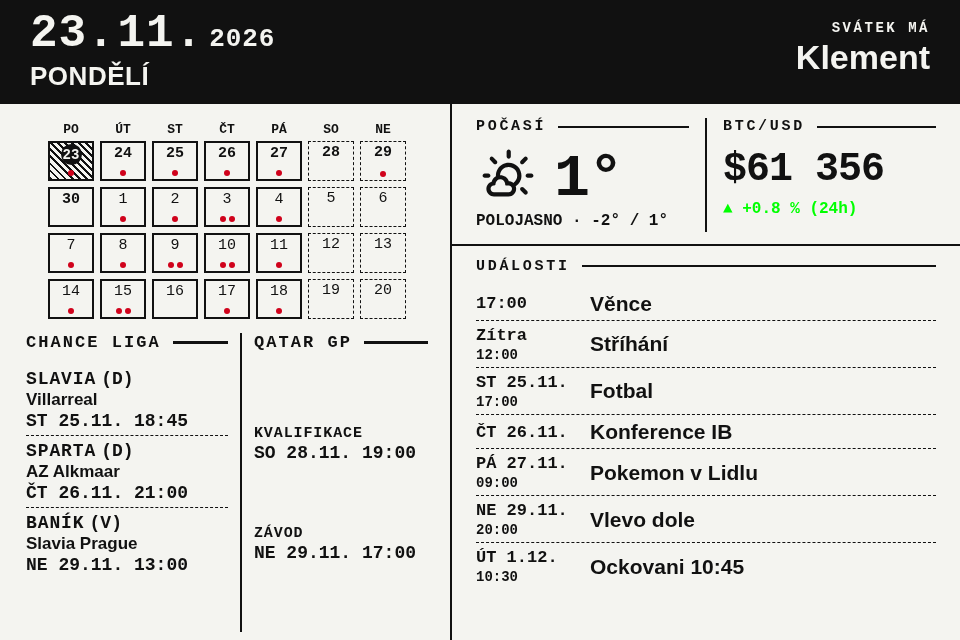 23.11. 2026
PONDĚLÍ
SVÁTEK MÁ
Klement
PO ÚT ST ČT PÁ SO NE
23 24 25 26 27 28 29
30 1 2 3 4 5 6
7 8 9 10 11 12 13
14 15 16 17 18 19 20
CHANCE LIGA
SLAVIA (D)
Villarreal
ST 25.11. 18:45
SPARTA (D)
AZ Alkmaar
ČT 26.11. 21:00
BANÍK (V)
Slavia Prague
NE 29.11. 13:00
QATAR GP
KVALIFIKACE
SO 28.11. 19:00
ZÁVOD
NE 29.11. 17:00
POČASÍ
1°
POLOJASNO · -2° / 1°
BTC/USD
$61 356
▲ +0.8 % (24h)
UDÁLOSTI
17:00 Věnce
Zítra
12:00
Stříhání
ST 25.11.
17:00
Fotbal
ČT 26.11. Konference IB
PÁ 27.11.
09:00
Pokemon v Lidlu
NE 29.11.
20:00
Vlevo dole
ÚT 1.12.
10:30
Ockovani 10:45